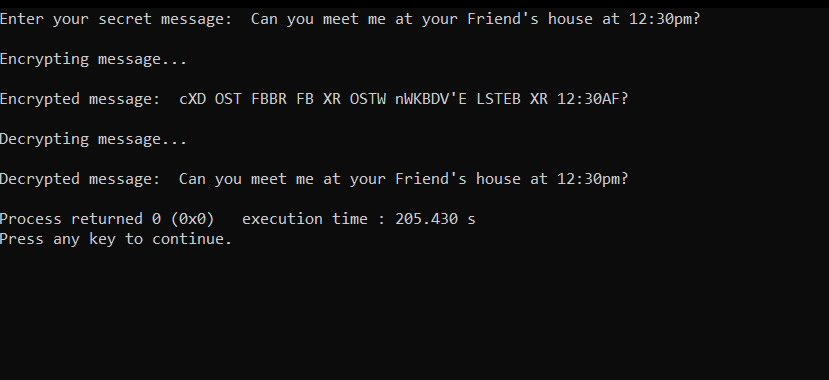 Enter your secret message:  Can you meet me at your Friend's house at 12:30pm?
Encrypting message...
Encrypted message:  cXD OST FBBR FB XR OSTW nWKBDV'E LSTEB XR 12:30AF?
Decrypting message...
Decrypted message:  Can you meet me at your Friend's house at 12:30pm?
Process returned 0 (0x0)   execution time : 205.430 s
Press any key to continue.